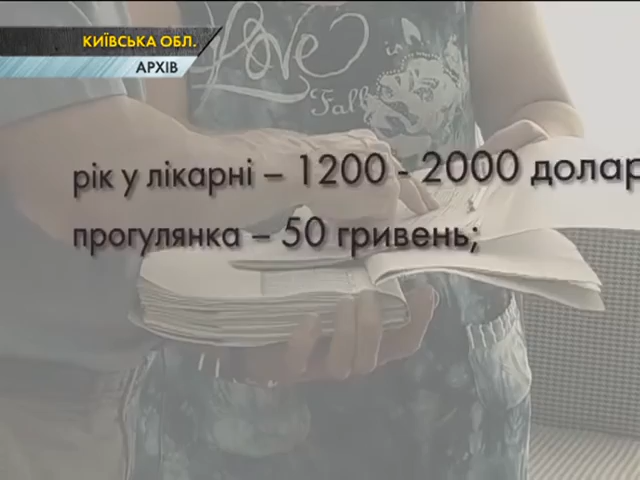 КИЇВСЬКА ОБЛ.
АРХІВ
Love
Fall
рік у лікарні – 1200 - 2000 долар
прогулянка – 50 гривень;